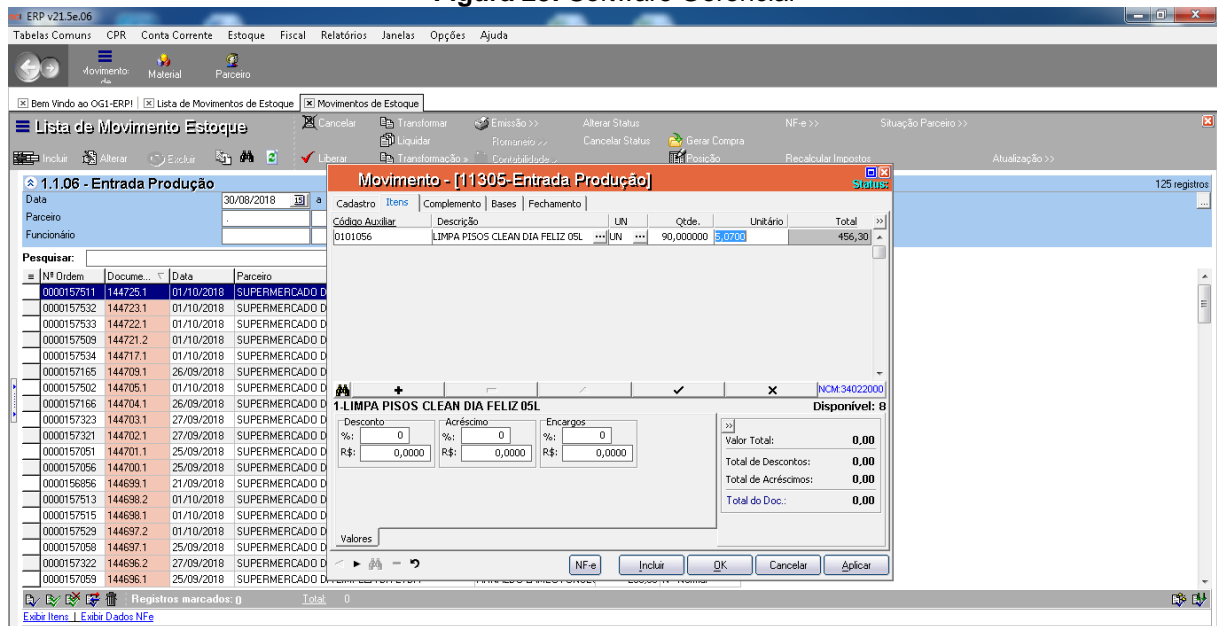 Figura 25: Software Gerencial
ERP v21.5e.06
Tabelas Comuns CPR Conta Corrente Estoque Fiscal Relatórios Janelas Opções Ajuda
Material Parceiro
Bem Vindo ao OG1-ERP! Lista de Movimentos de Estoque Movimentos de Estoque
Lista de Movimento Estoque
Cancelar Transformar Emissão >> Alterar Status NF-e >> Situação Parceiro >>
Liquidar Romaneio >> Cancelar Status Gerar Compra
Incluir Alterar Excluir Liberar Transformação » Contabilidade Posição Recalcular Impostos Atualização >>
1.1.06 - Entrada Produção
125 registros
Data 30/08/2018 15 a
Parceiro .
Funcionário
Pesquisar:
Nº Ordem Docume... Data Parceiro
0000157511 144725.1 01/10/2018 SUPERMERCADO D
0000157532 144723.1 01/10/2018 SUPERMERCADO D
0000157533 144722.1 01/10/2018 SUPERMERCADO D
0000157509 144721.2 01/10/2018 SUPERMERCADO D
0000157534 144717.1 01/10/2018 SUPERMERCADO D
0000157165 144709.1 26/09/2018 SUPERMERCADO D
0000157502 144705.1 01/10/2018 SUPERMERCADO D
0000157166 144704.1 26/09/2018 SUPERMERCADO D
0000157323 144703.1 27/09/2018 SUPERMERCADO D
0000157321 144702.1 27/09/2018 SUPERMERCADO D
0000157051 144701.1 25/09/2018 SUPERMERCADO D
0000157056 144700.1 25/09/2018 SUPERMERCADO D
0000156856 144699.1 21/09/2018 SUPERMERCADO D
0000157513 144698.2 01/10/2018 SUPERMERCADO D
0000157515 144698.1 01/10/2018 SUPERMERCADO D
0000157529 144697.2 01/10/2018 SUPERMERCADO D
0000157058 144697.1 25/09/2018 SUPERMERCADO D
0000157322 144696.2 27/09/2018 SUPERMERCADO D
0000157059 144696.1 25/09/2018 SUPERMERCADO D
Movimento - [11305-Entrada Produção]
Status:
Cadastro Itens Complemento Bases Fechamento
Código Auxiliar Descrição UN Qtde. Unitário Total >>
0101056 LIMPA PISOS CLEAN DIA FELIZ 05L ... UN ... 90,000000 5,0700 456,30
NCM:34022000
1-LIMPA PISOS CLEAN DIA FELIZ 05L Disponível: 8
Desconto Acréscimo Encargos
%: 0 %: 0 %: 0
R$: 0,0000 R$: 0,0000 R$: 0,0000
>>
Valor Total: 0,00
Total de Descontos: 0,00
Total de Acréscimos: 0,00
Total do Doc.: 0,00
Valores
NF-e Incluir OK Cancelar Aplicar
Registros marcados: 0 Total: 0
Exibir Itens | Exibir Dados NFe